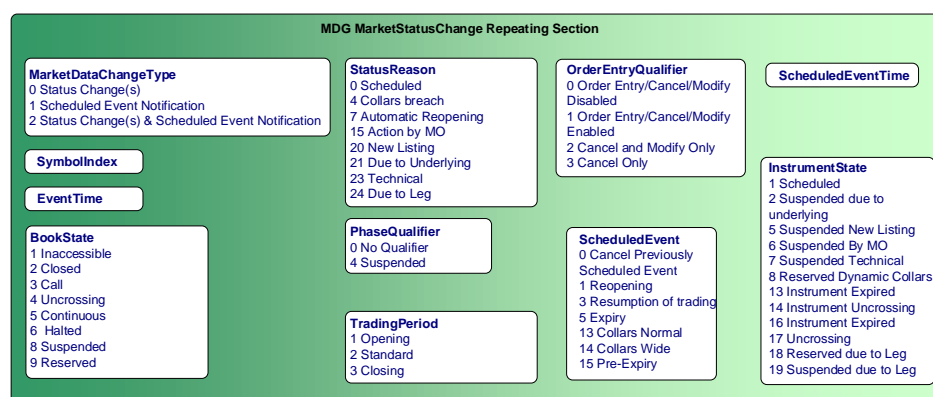 MDG MarketStatusChange Repeating Section
MarketDataChangeType
0 Status Change(s)
1 Scheduled Event Notification
2 Status Change(s) & Scheduled Event Notification
SymbolIndex
EventTime
BookState
1 Inaccessible
2 Closed
3 Call
4 Uncrossing
5 Continuous
6 Halted
8 Suspended
9 Reserved
StatusReason
0 Scheduled
4 Collars breach
7 Automatic Reopening
15 Action by MO
20 New Listing
21 Due to Underlying
23 Technical
24 Due to Leg
PhaseQualifier
0 No Qualifier
4 Suspended
TradingPeriod
1 Opening
2 Standard
3 Closing
OrderEntryQualifier
0 Order Entry/Cancel/Modify
Disabled
1 Order Entry/Cancel/Modify
Enabled
2 Cancel and Modify Only
3 Cancel Only
ScheduledEvent
0 Cancel Previously
Scheduled Event
1 Reopening
3 Resumption of trading
5 Expiry
13 Collars Normal
14 Collars Wide
15 Pre-Expiry
ScheduledEventTime
InstrumentState
1 Scheduled
2 Suspended due to
underlying
5 Suspended New Listing
6 Suspended By MO
7 Suspended Technical
8 Reserved Dynamic Collars
13 Instrument Expired
14 Instrument Uncrossing
16 Instrument Expired
17 Uncrossing
18 Reserved due to Leg
19 Suspended due to Leg